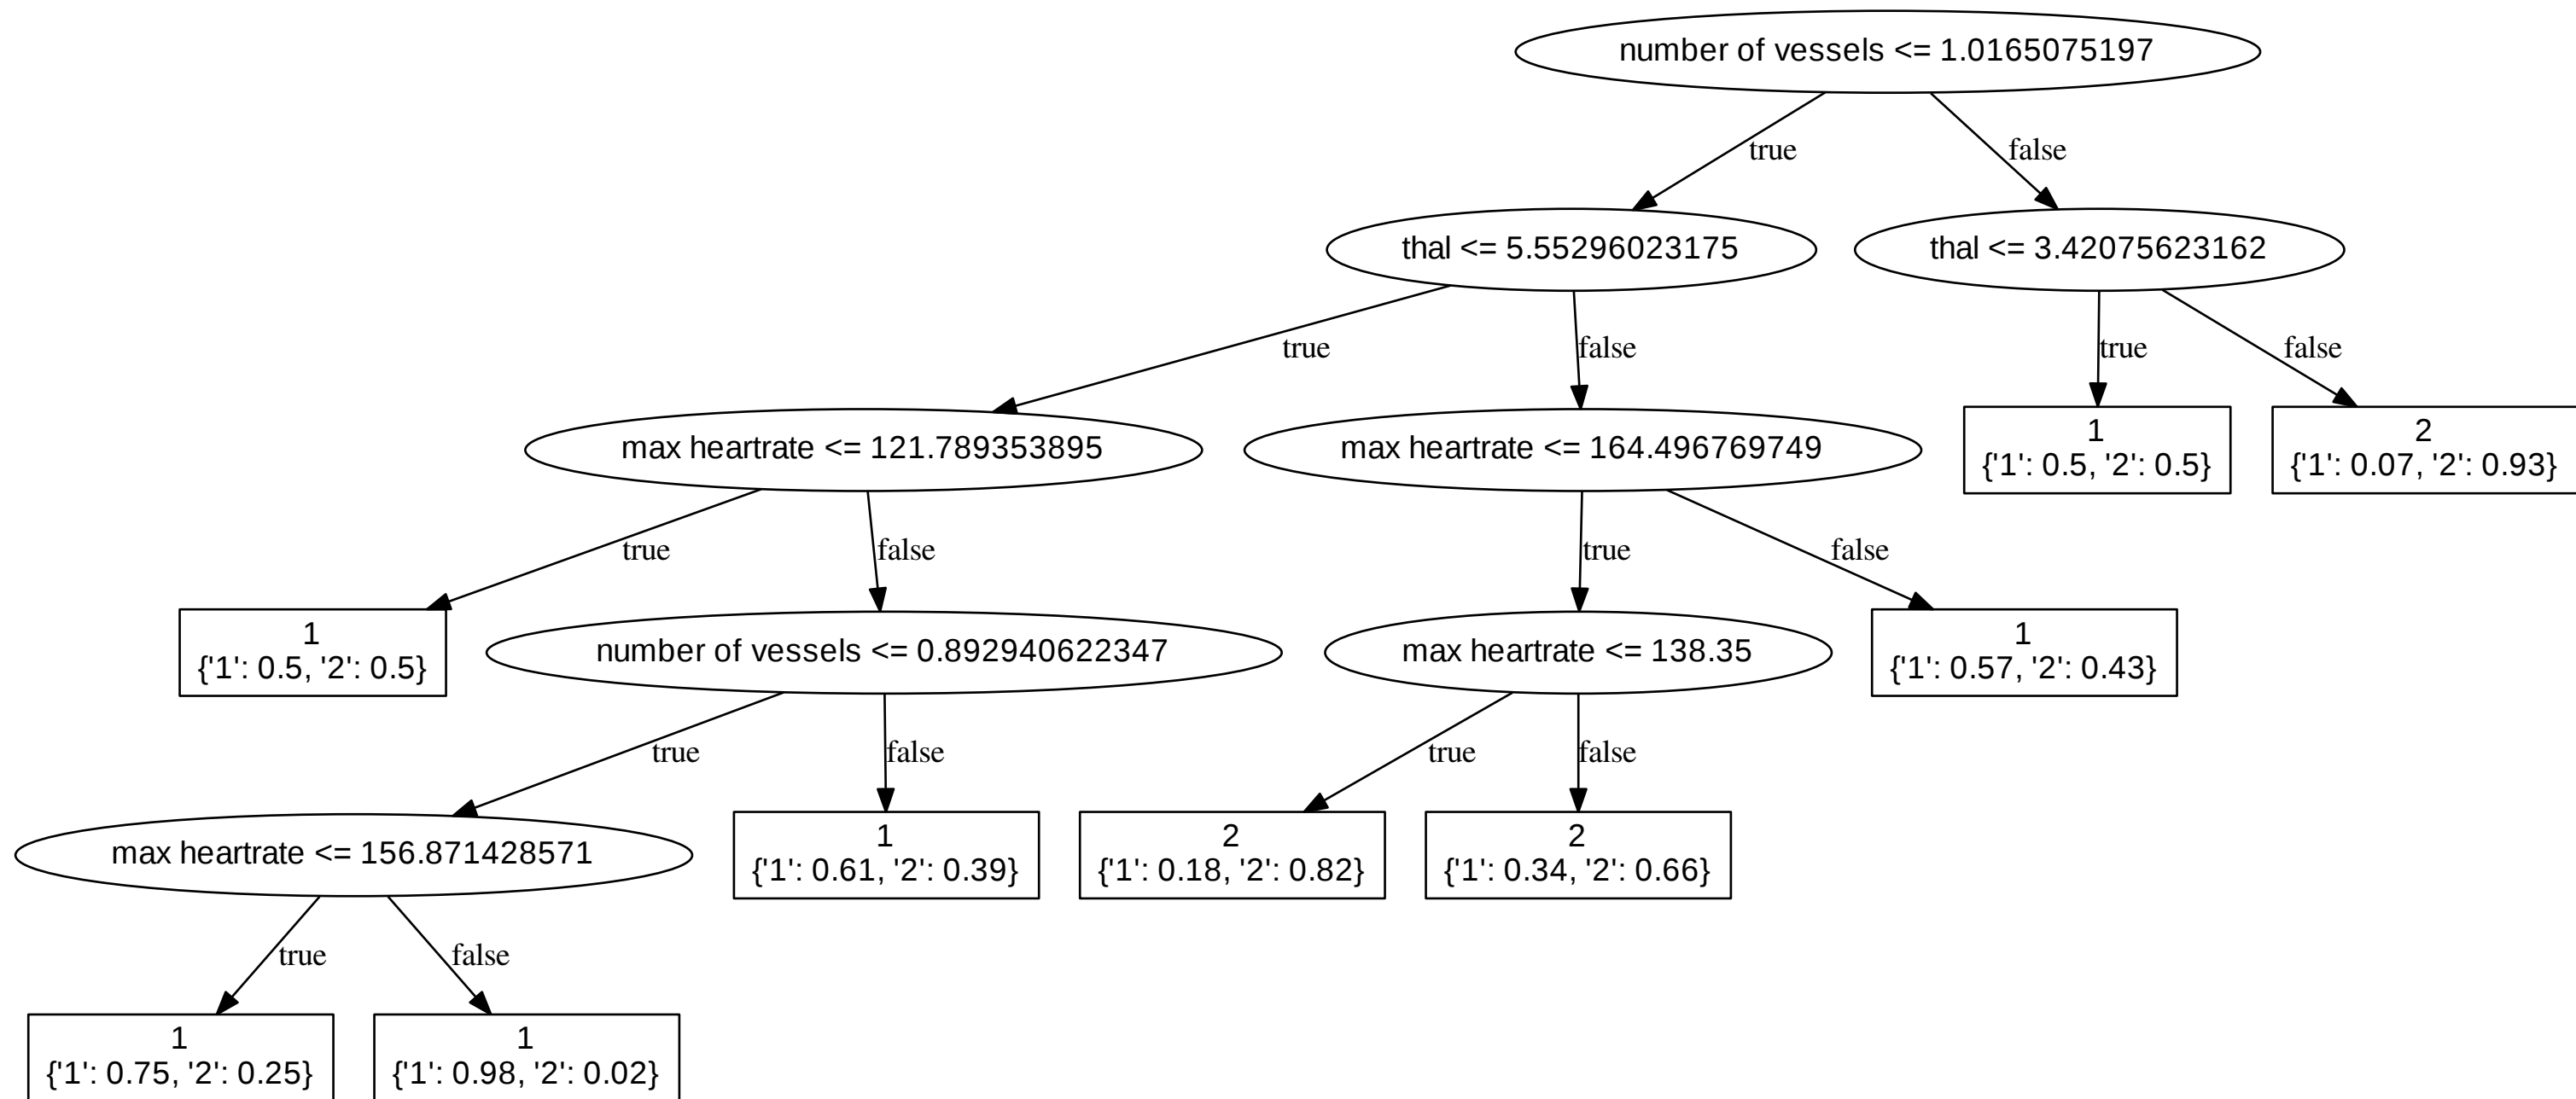 number of vessels <= 1.0165075197
true
false
thal <= 5.55296023175
thal <= 3.42075623162
true
false
true
false
max heartrate <= 121.789353895
max heartrate <= 164.496769749
1
{'1': 0.5, '2': 0.5}
2
{'1': 0.07, '2': 0.93}
true
false
true
false
1
{'1': 0.5, '2': 0.5}
number of vessels <= 0.892940622347
max heartrate <= 138.35
1
{'1': 0.57, '2': 0.43}
true
false
true
false
max heartrate <= 156.871428571
1
{'1': 0.61, '2': 0.39}
2
{'1': 0.18, '2': 0.82}
2
{'1': 0.34, '2': 0.66}
true
false
1
{'1': 0.75, '2': 0.25}
1
{'1': 0.98, '2': 0.02}